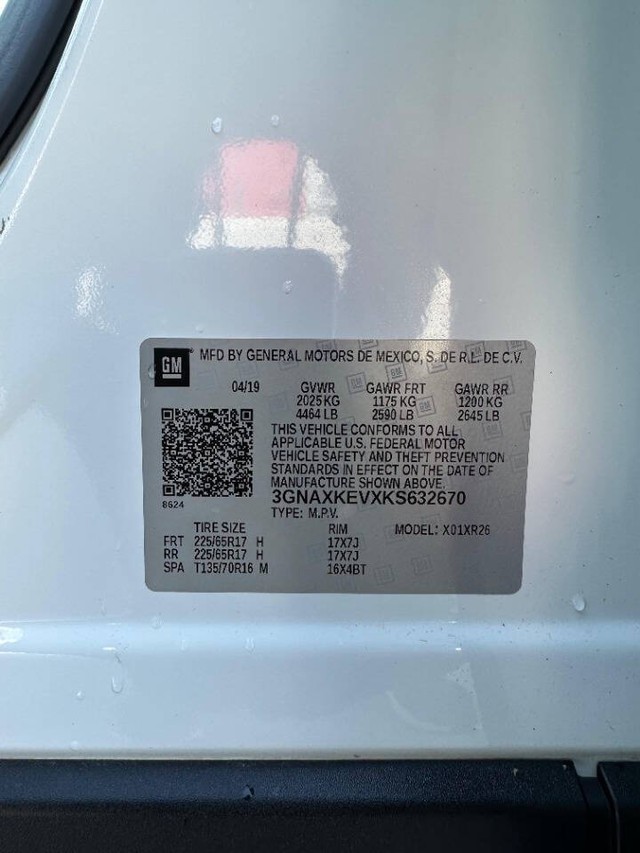 GM MFD BY GENERAL MOTORS DE MEXICO, S. DE R.L. DE C.V.
04/19 GVWR GAWR FRT GAWR RR
2025 KG 1175 KG 1200 KG
4464 LB 2590 LB 2645 LB
THIS VEHICLE CONFORMS TO ALL
APPLICABLE U.S. FEDERAL MOTOR
VEHICLE SAFETY AND THEFT PREVENTION
STANDARDS IN EFFECT ON THE DATE
OF MANUFACTURE SHOWN ABOVE.
3GNAXKEVXKS632670
8624 TYPE: M.P.V.
TIRE SIZE RIM MODEL: X01XR26
FRT 225/65R17 H 17X7J
RR 225/65R17 H 17X7J
SPA T135/70R16 M 16X4BT